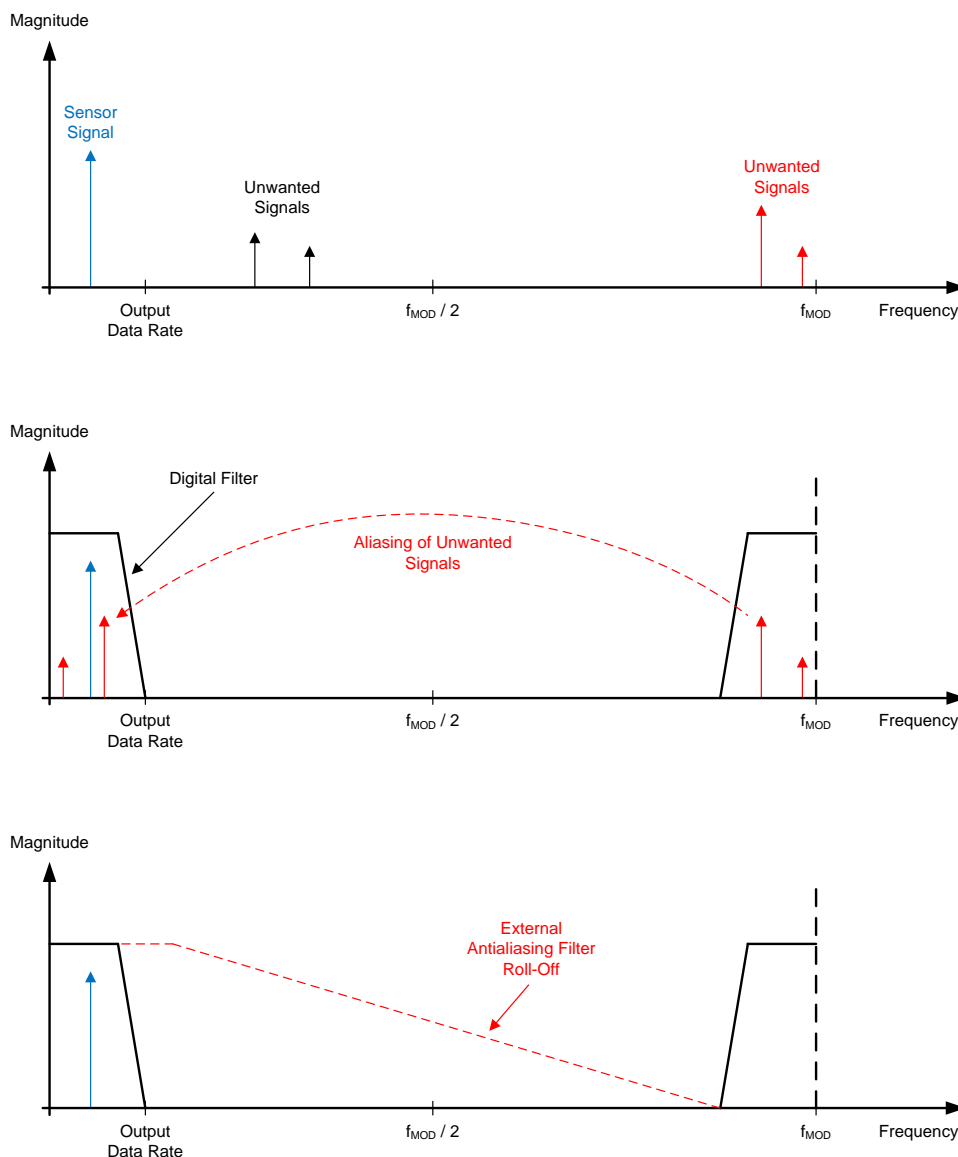 Magnitude
Sensor
Signal
Unwanted
Signals
Unwanted
Signals
Output
Data Rate
fMOD / 2
fMOD
Frequency
Magnitude
Digital Filter
Aliasing of Unwanted
Signals
Output
Data Rate
fMOD / 2
fMOD
Frequency
Magnitude
External
Antialiasing Filter
Roll-Off
Output
Data Rate
fMOD / 2
fMOD
Frequency